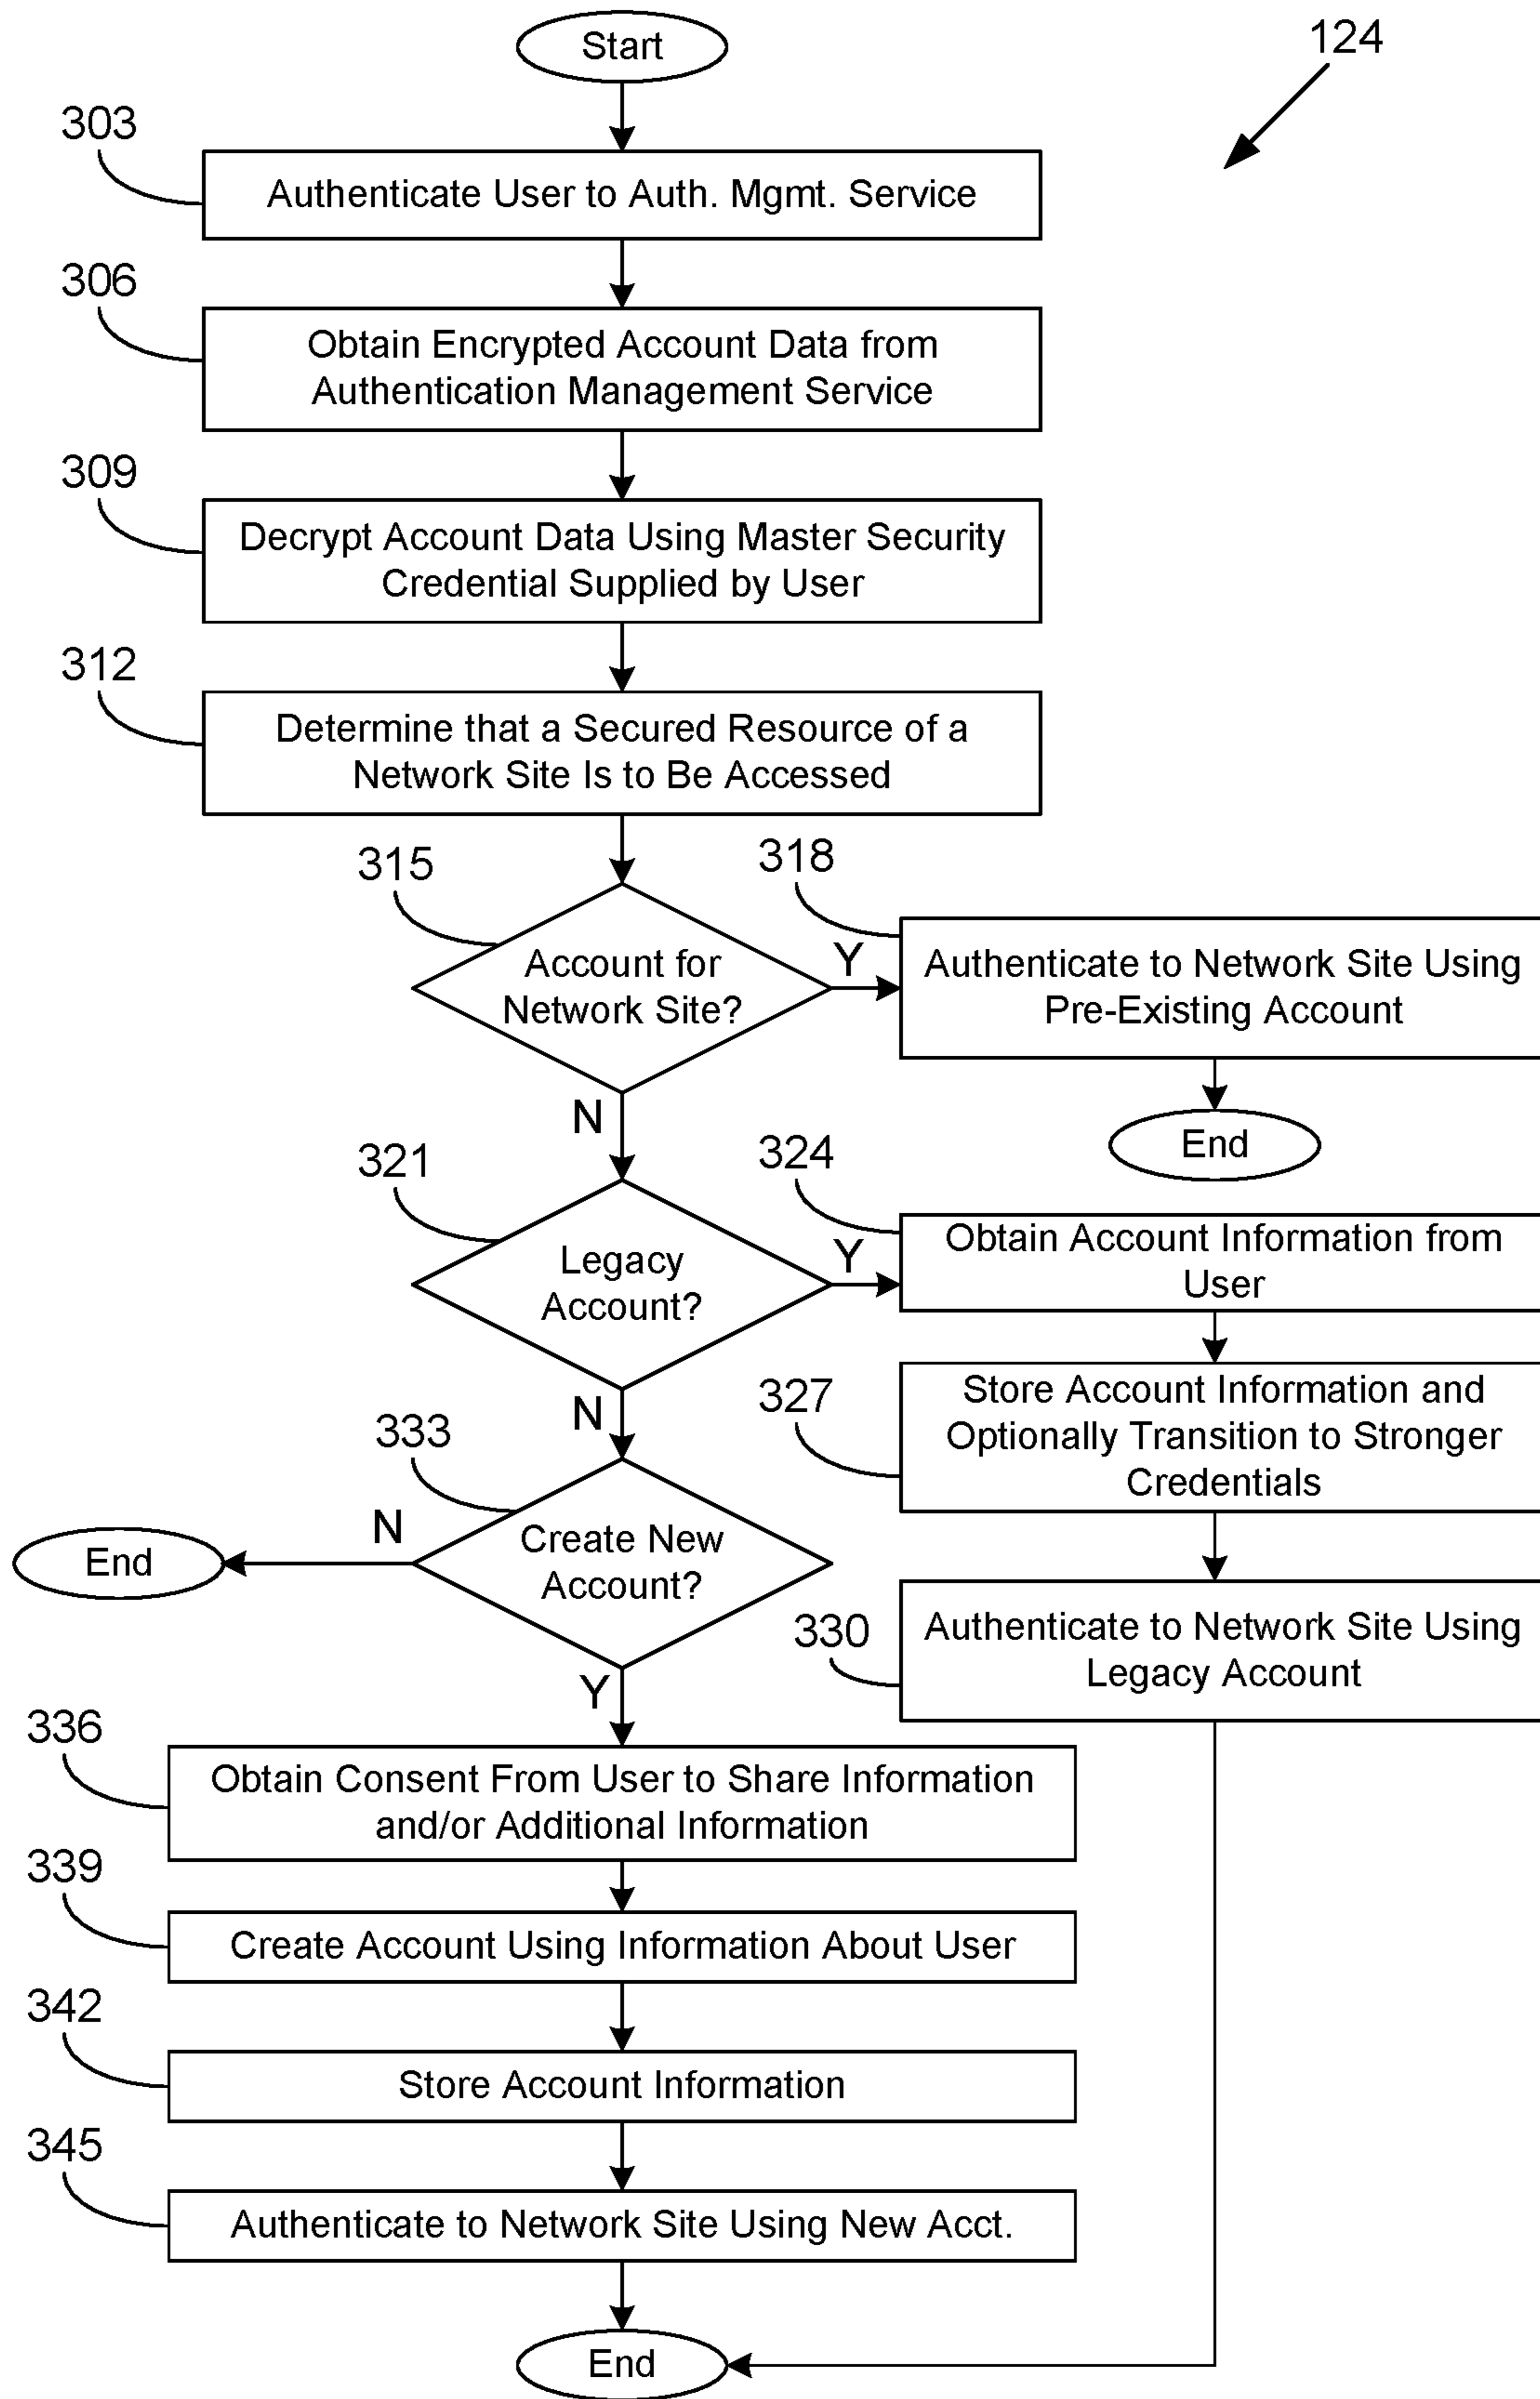 Start
124
303
Authenticate User to Auth. Mgmt. Service
306
Obtain Encrypted Account Data from
Authentication Management Service
309
Decrypt Account Data Using Master Security
Credential Supplied by User
312
Determine that a Secured Resource of a
Network Site Is to Be Accessed
315
Account for
Network Site?
Y
318
Authenticate to Network Site Using
Pre-Existing Account
End
N
321
Legacy
Account?
Y
324
Obtain Account Information from
User
327
Store Account Information and
Optionally Transition to Stronger
Credentials
330
Authenticate to Network Site Using
Legacy Account
N
333
Create New
Account?
N
End
Y
336
Obtain Consent From User to Share Information
and/or Additional Information
339
Create Account Using Information About User
342
Store Account Information
345
Authenticate to Network Site Using New Acct.
End